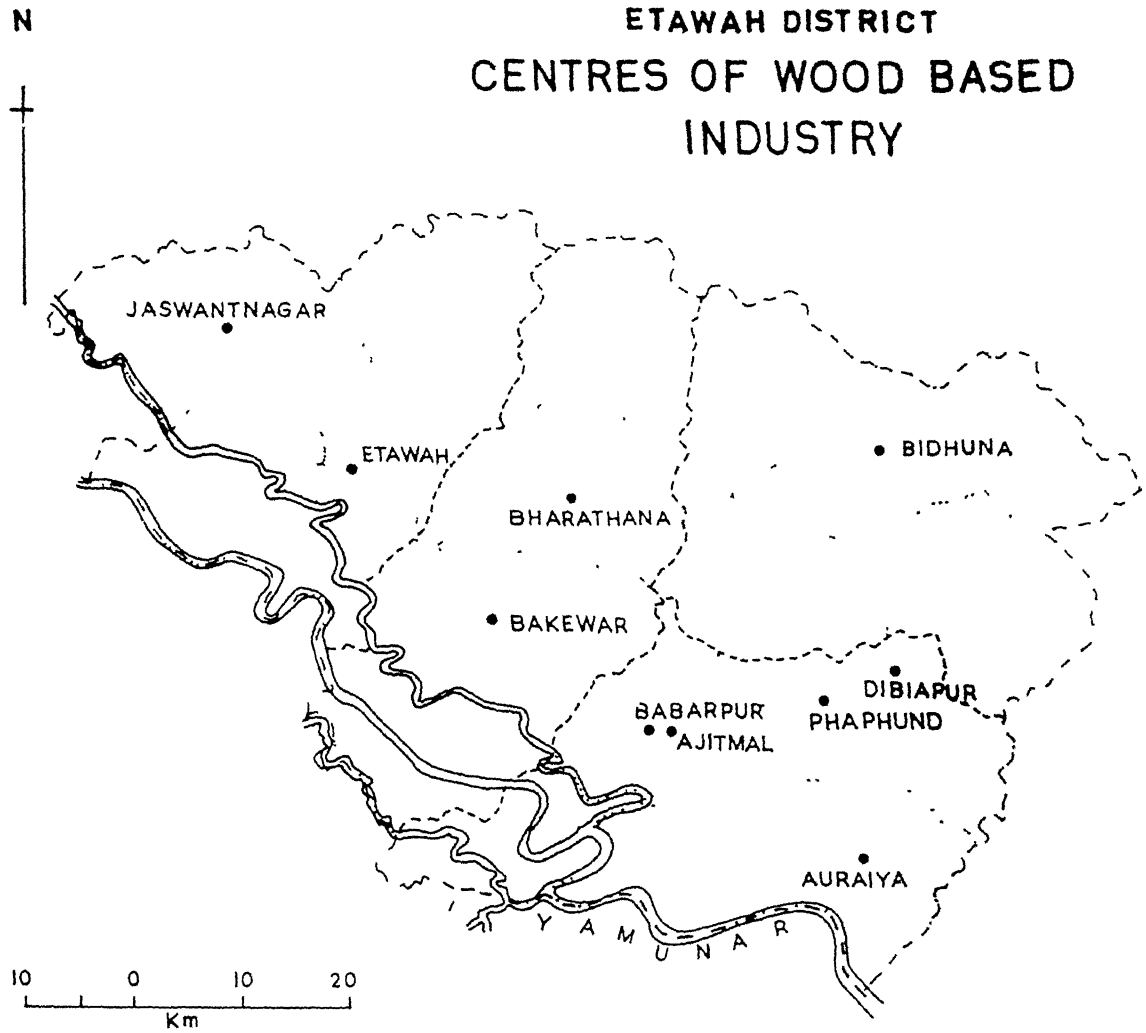 N
ETAWAH DISTRICT
CENTRES OF WOOD BASED
INDUSTRY
JASWANTNAGAR
ETAWAH
BIDHUNA
BHARATHANA
BAKEWAR
DIBIAPUR
BABARPUR
PHAPHUND
AJITMAL
AURAIYA
YAMUNA R
10 0 10 20
Km